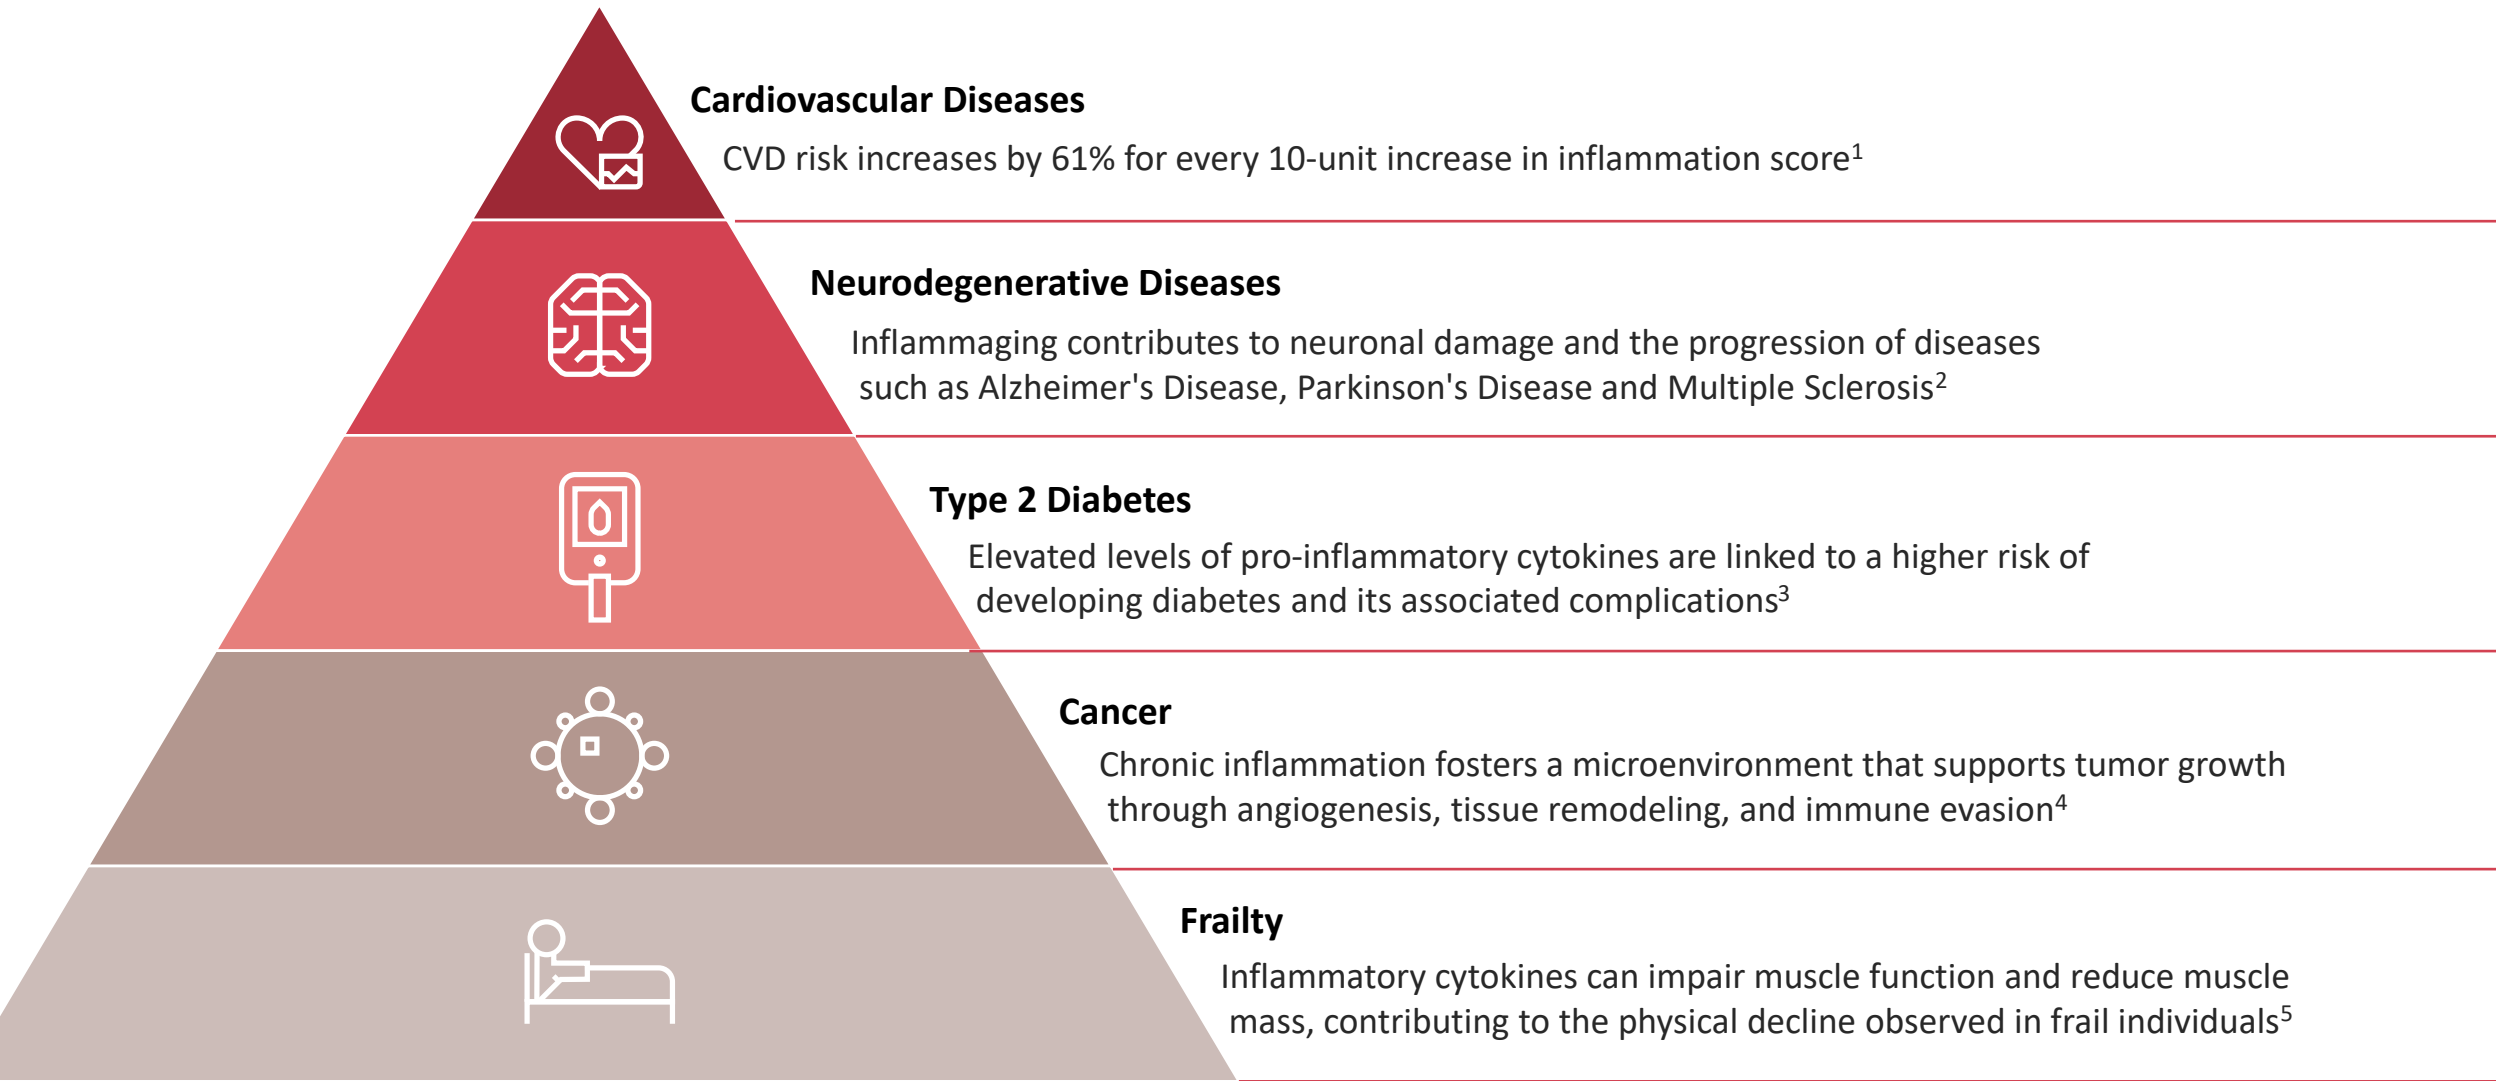 Cardiovascular Diseases
CVD risk increases by 61% for every 10-unit increase in inflammation score¹
Neurodegenerative Diseases
Inflammaging contributes to neuronal damage and the progression of diseases
such as Alzheimer's Disease, Parkinson's Disease and Multiple Sclerosis²
Type 2 Diabetes
Elevated levels of pro-inflammatory cytokines are linked to a higher risk of
developing diabetes and its associated complications³
Cancer
Chronic inflammation fosters a microenvironment that supports tumor growth
through angiogenesis, tissue remodeling, and immune evasion⁴
Frailty
Inflammatory cytokines can impair muscle function and reduce muscle
mass, contributing to the physical decline observed in frail individuals⁵